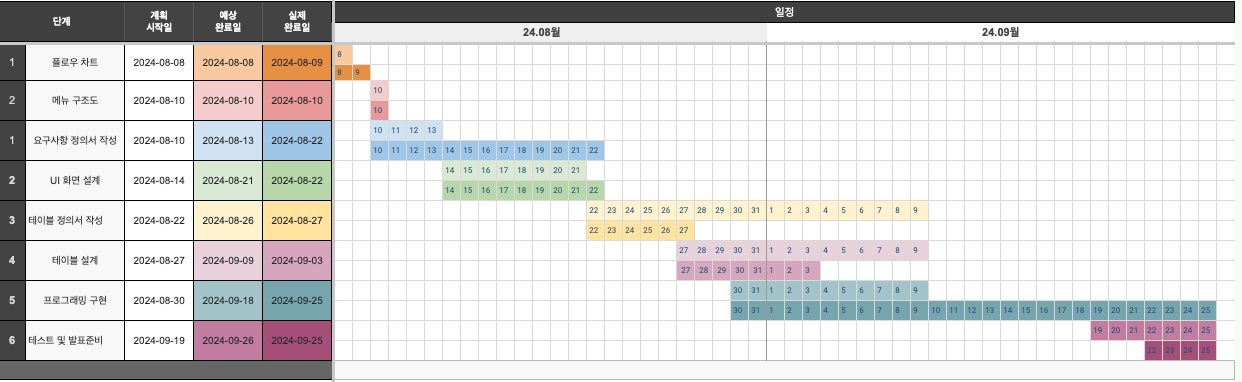 단계 계획 시작일 예상 완료일 실제 완료일 일정
24.08월 24.09월
1 플로우 차트 2024-08-08 2024-08-08 2024-08-09
8
8 9
2 메뉴 구조도 2024-08-10 2024-08-10 2024-08-10
10
10
1 요구사항 정의서 작성 2024-08-10 2024-08-13 2024-08-22
10 11 12 13
10 11 12 13 14 15 16 17 18 19 20 21 22
2 UI 화면 설계 2024-08-14 2024-08-21 2024-08-22
14 15 16 17 18 19 20 21
14 15 16 17 18 19 20 21 22
3 테이블 정의서 작성 2024-08-22 2024-08-26 2024-08-27
22 23 24 25 26 27 28 29 30 31 1 2 3 4 5 6 7 8 9
22 23 24 25 26 27
4 테이블 설계 2024-08-27 2024-09-09 2024-09-03
27 28 29 30 31 1 2 3 4 5 6 7 8 9
27 28 29 30 31 1 2 3
5 프로그래밍 구현 2024-08-30 2024-09-18 2024-09-25
30 31 1 2 3 4 5 6 7 8 9
30 31 1 2 3 4 5 6 7 8 9 10 11 12 13 14 15 16 17 18 19 20 21 22 23 24 25
6 테스트 및 발표준비 2024-09-19 2024-09-26 2024-09-25
19 20 21 22 23 24 25
22 23 24 25